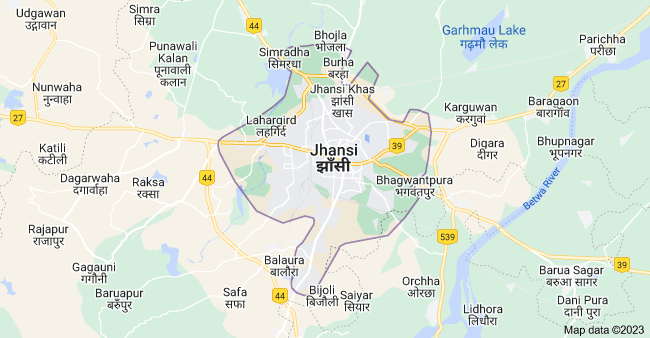 Udgawan
उद्गावान
Simra
सिम्रा
44
Bhojla
भोजला
Garhmau Lake
गढ़मौ लेक
Parichha
परीछा
Punawali
Kalan
पूनावाली
कलान
Simradha
सिमरधा
Burha
बरहा
Jhansi Khas
झांसी
खास
27
Nunwaha
नुन्वाहा
27
Lahargird
लहर्गिर्द
Karguwan
करगुवां
Baragaon
बारागाँव
39
Katili
कटीली
Jhansi
झाँसी
Digara
दीगर
Bhupnagar
भूपनगर
Dagarwaha
दगार्वाहा
Raksa
रक्सा
44
Bhagwantpura
भगवंतपुर
Betwa River
Rajapur
राजापुर
539
Gagauni
गगौनी
Balaura
बालौरा
39
Barua Sagar
बरुआ सागर
Baruapur
बरुँपुर
Safa
सफा
44
Bijoli
बिजौली
Saiyar
सियार
Orchha
ओरछा
Lidhora
लिधौरा
Dani Pura
दानी पुरा
Map data ©2023